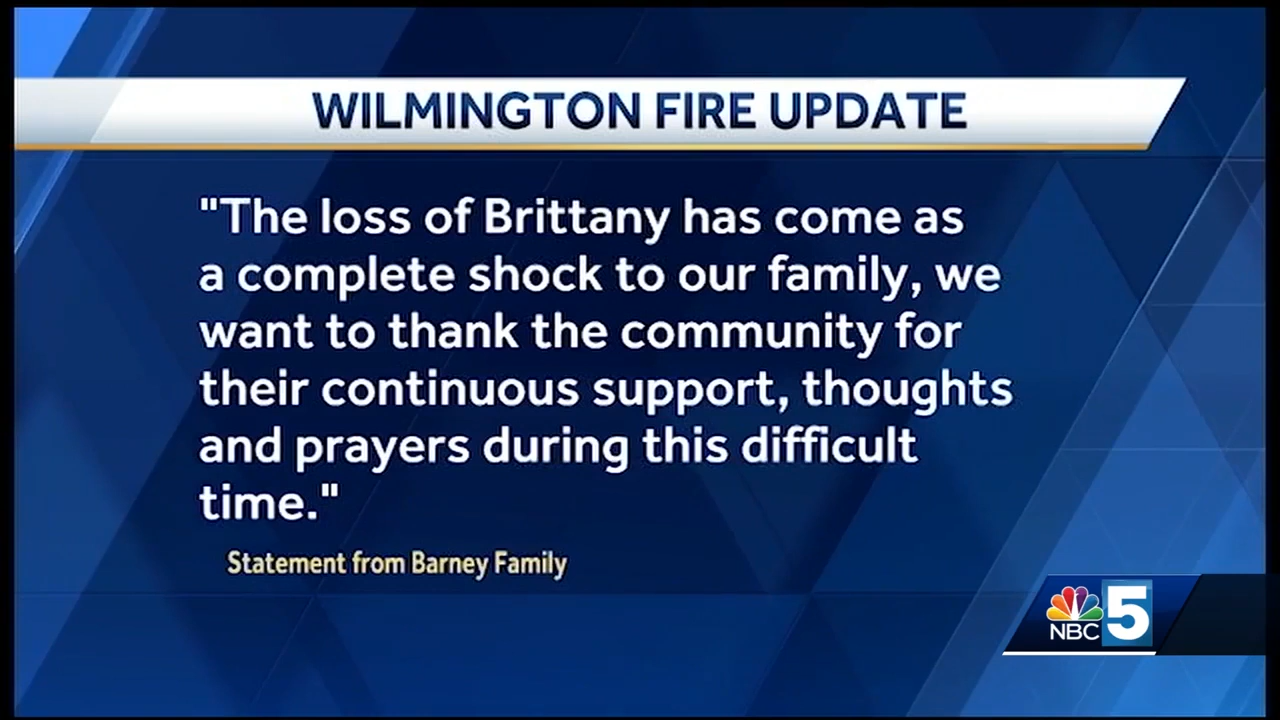 WILMINGTON FIRE UPDATE
"The loss of Brittany has come as
a complete shock to our family, we
want to thank the community for
their continuous support, thoughts
and prayers during this difficult
time."
Statement from Barney Family
NBC 5